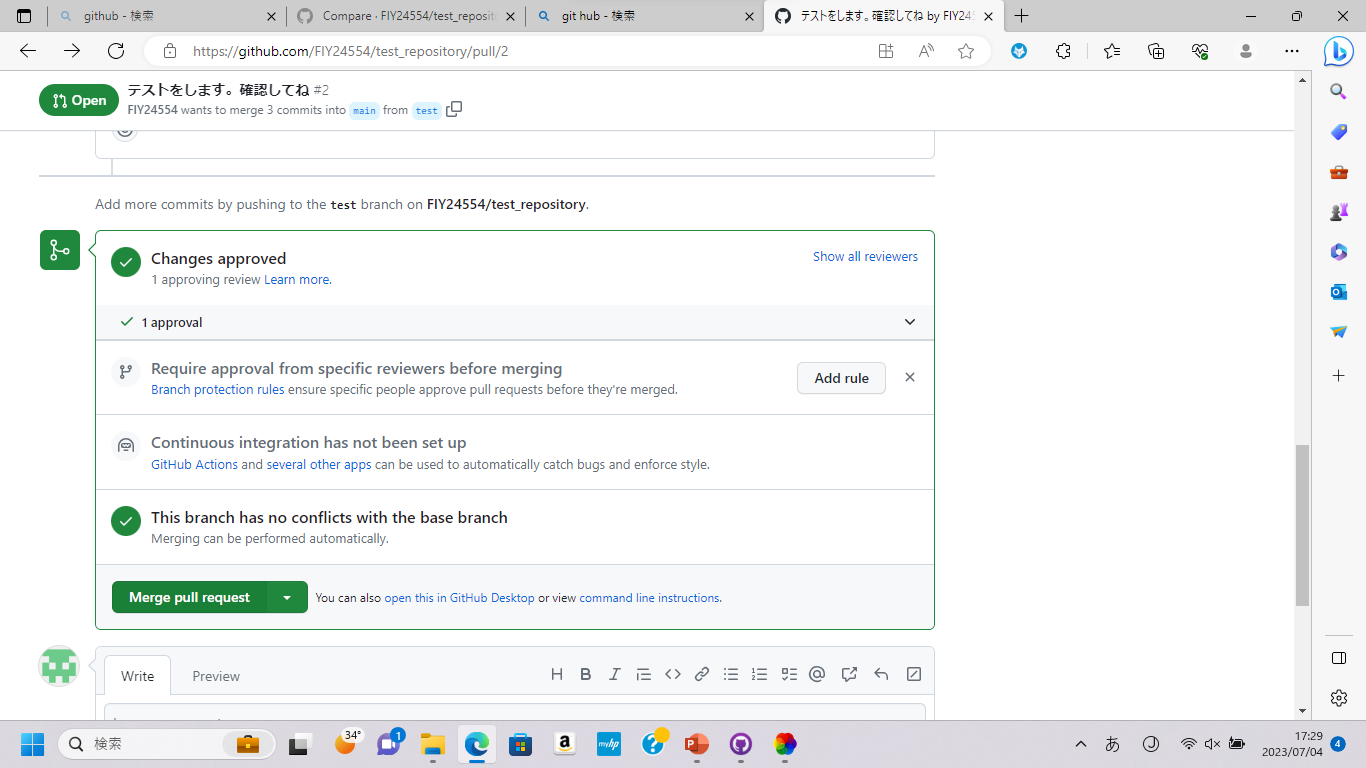 github - 検索
Compare · FIY24554/test_reposit
git hub - 検索
テストをします。確認してね by FIY24
https://github.com/FIY24554/test_repository/pull/2
Open
テストをします。確認してね #2
FIY24554 wants to merge 3 commits into main from test
Add more commits by pushing to the test branch on FIY24554/test_repository.
Changes approved
Show all reviewers
1 approving review Learn more.
1 approval
Require approval from specific reviewers before merging
Branch protection rules ensure specific people approve pull requests before they're merged.
Add rule
Continuous integration has not been set up
GitHub Actions and several other apps can be used to automatically catch bugs and enforce style.
This branch has no conflicts with the base branch
Merging can be performed automatically.
Merge pull request
You can also open this in GitHub Desktop or view command line instructions.
Write
Preview
検索
34°
1
a
myhp
あ
17:29
2023/07/04
4